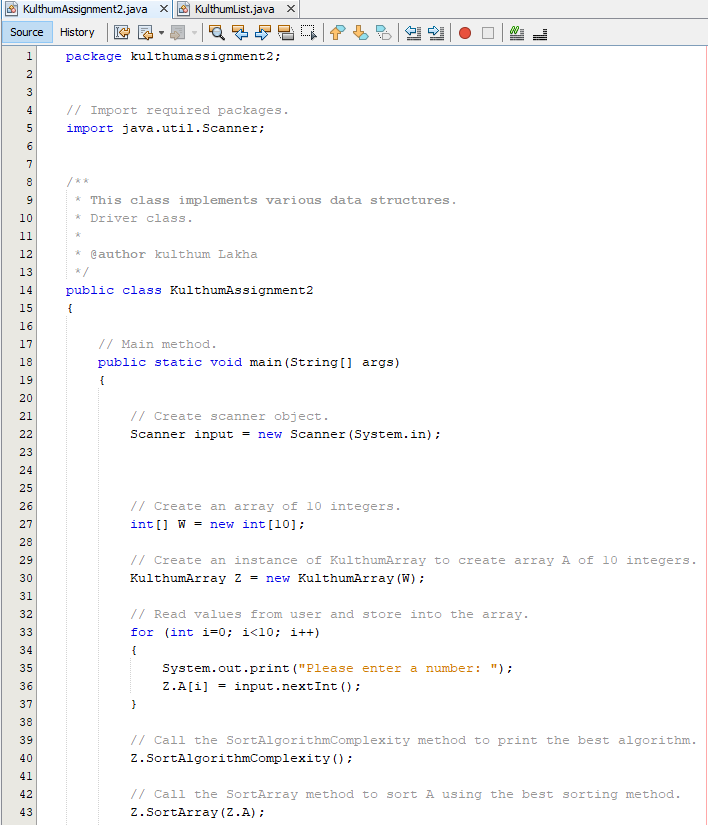 KulthumAssignment2.java × KulthumList.java ×
Source History
1 package kulthumassignment2;
2
3
4 // Import required packages.
5 import java.util.Scanner;
6
7
8 /**
9 * This class implements various data structures.
10 * Driver class.
11 *
12 * @author kulthum Lakha
13 */
14 public class KulthumAssignment2
15 {
16
17 // Main method.
18 public static void main(String[] args)
19 {
20
21 // Create scanner object.
22 Scanner input = new Scanner(System.in);
23
24
25
26 // Create an array of 10 integers.
27 int[] W = new int[10];
28
29 // Create an instance of KulthumArray to create array A of 10 integers.
30 KulthumArray Z = new KulthumArray(W);
31
32 // Read values from user and store into the array.
33 for (int i=0; i<10; i++)
34 {
35 System.out.print("Please enter a number: ");
36 Z.A[i] = input.nextInt();
37 }
38
39 // Call the SortAlgorithmComplexity method to print the best algorithm.
40 Z.SortAlgorithmComplexity();
41
42 // Call the SortArray method to sort A using the best sorting method.
43 Z.SortArray(Z.A);